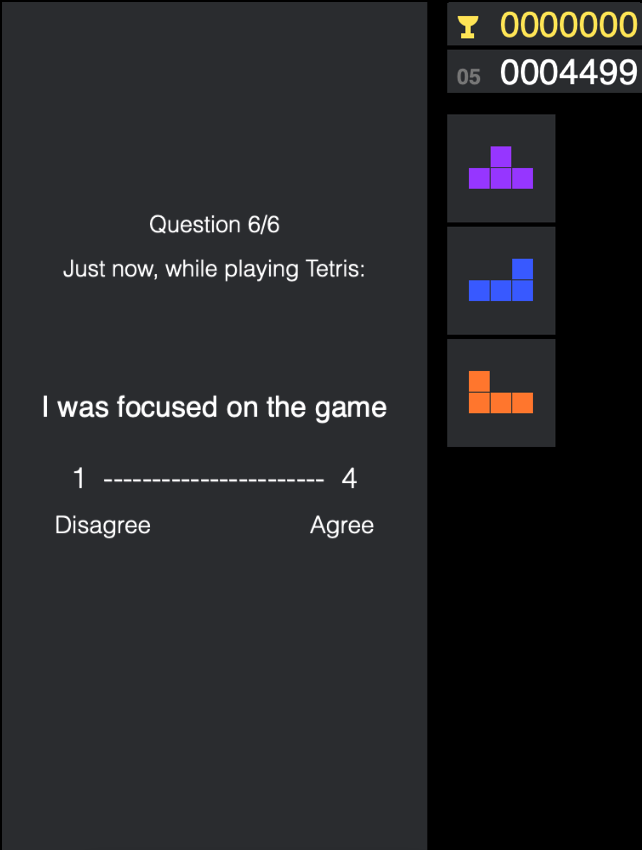 0000000
05 0004499
Question 6/6
Just now, while playing Tetris:
I was focused on the game
1 ----------------------- 4
Disagree Agree